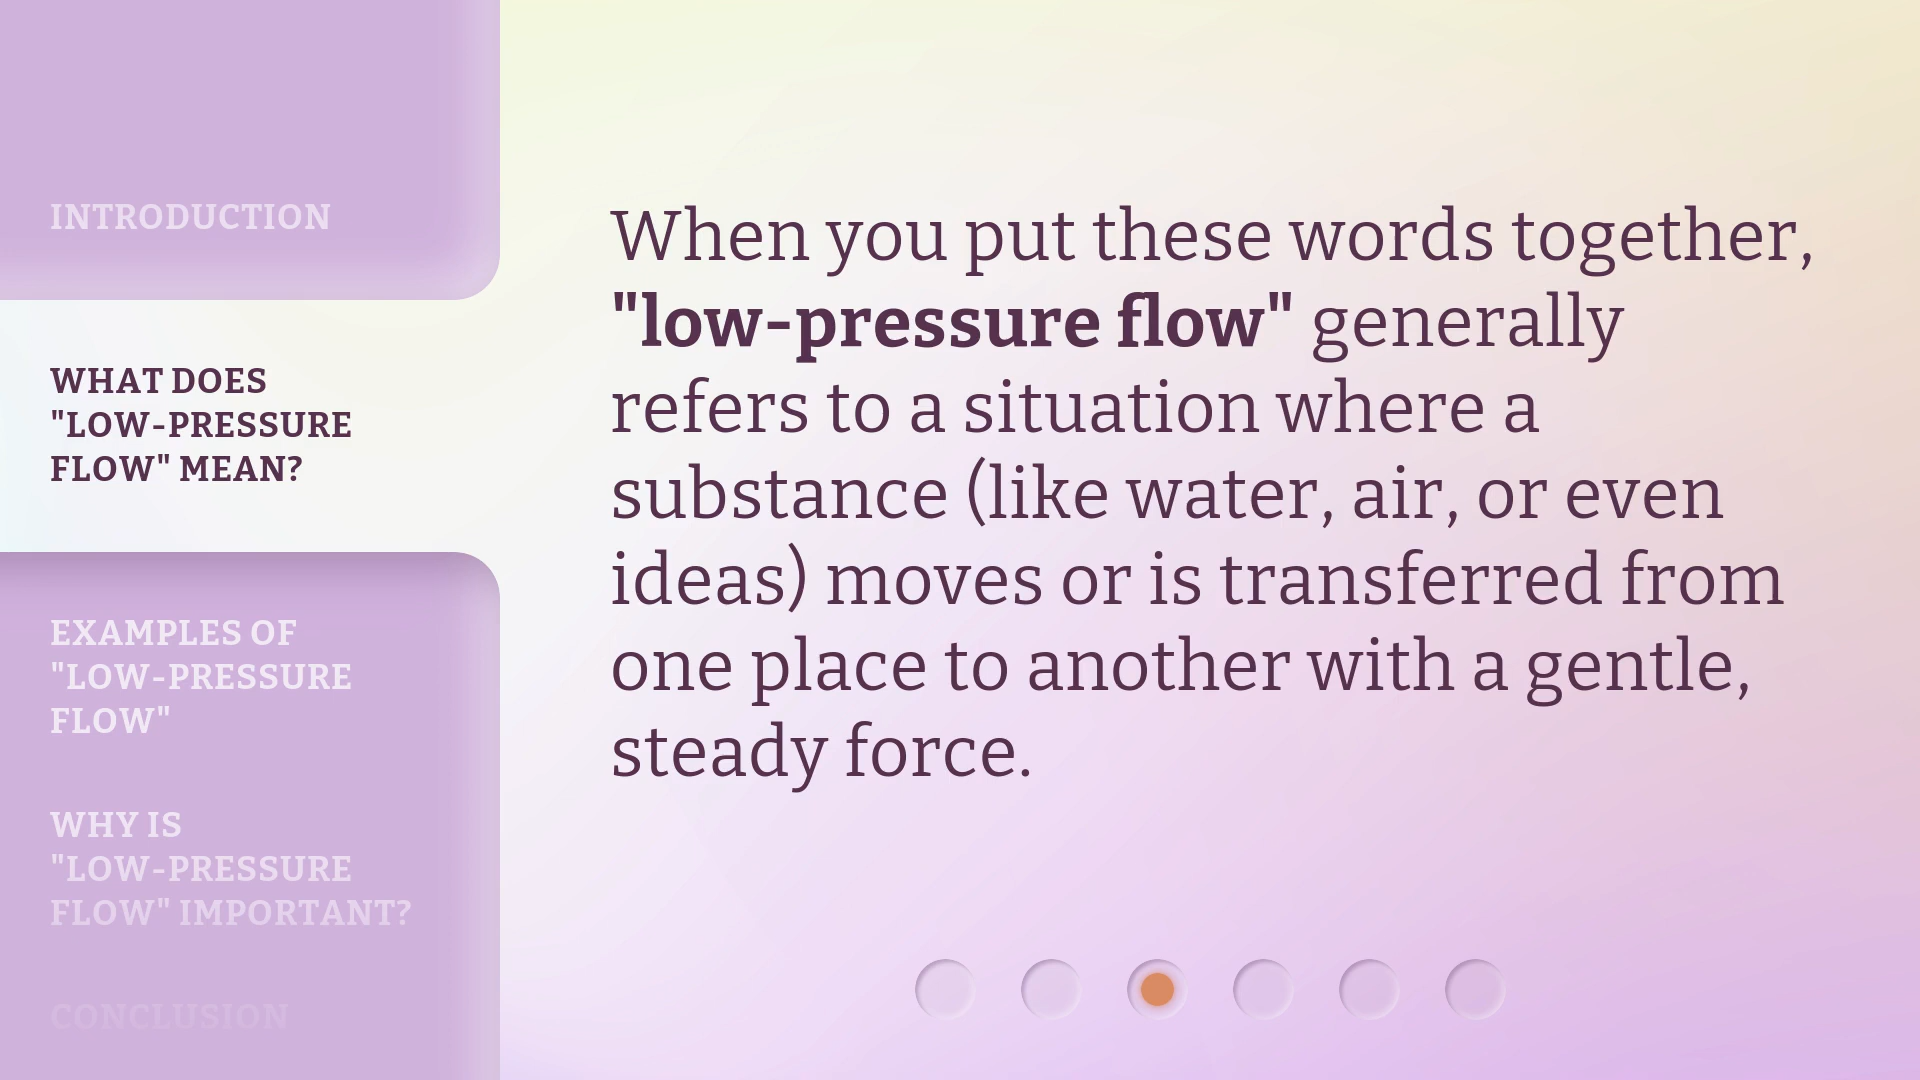 INTRODUCTION
WHAT DOES
"LOW-PRESSURE
FLOW" MEAN?
EXAMPLES OF
"LOW-PRESSURE
FLOW"
WHY IS
"LOW-PRESSURE
FLOW" IMPORTANT?
CONCLUSION
When you put these words together,
"low-pressure flow" generally
refers to a situation where a
substance (like water, air, or even
ideas) moves or is transferred from
one place to another with a gentle,
steady force.